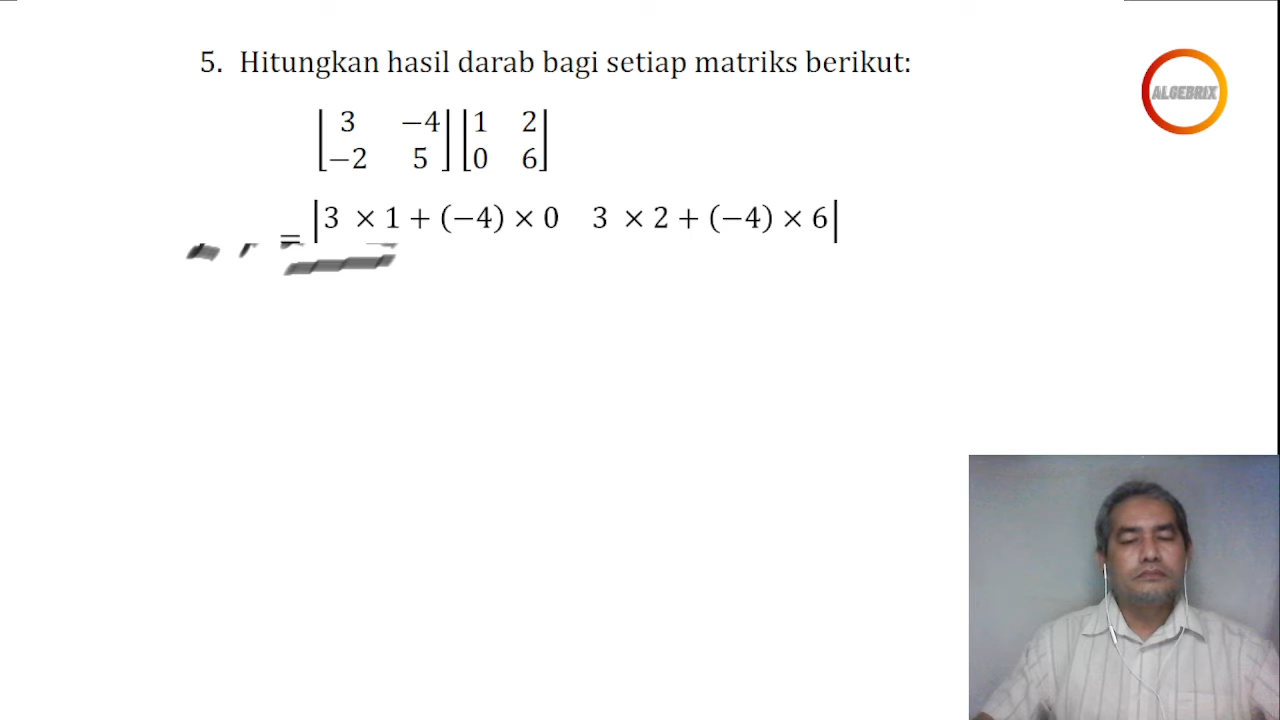 5. Hitungkan hasil darab bagi setiap matriks berikut:
ALGEBRIX
3 −4 1 2
−2 5 0 6
= 3 × 1 + (−4) × 0 3 × 2 + (−4) × 6